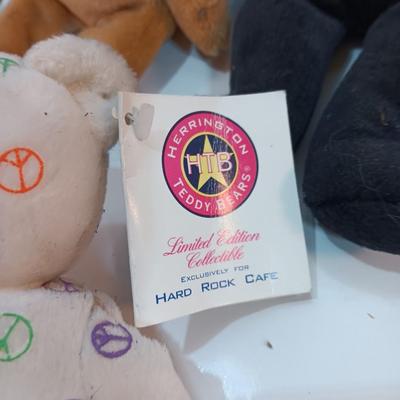 HERRINGTON
HTB
TEDDY BEARS®
Limited Edition
Collectible
EXCLUSIVELY FOR
HARD ROCK CAFE